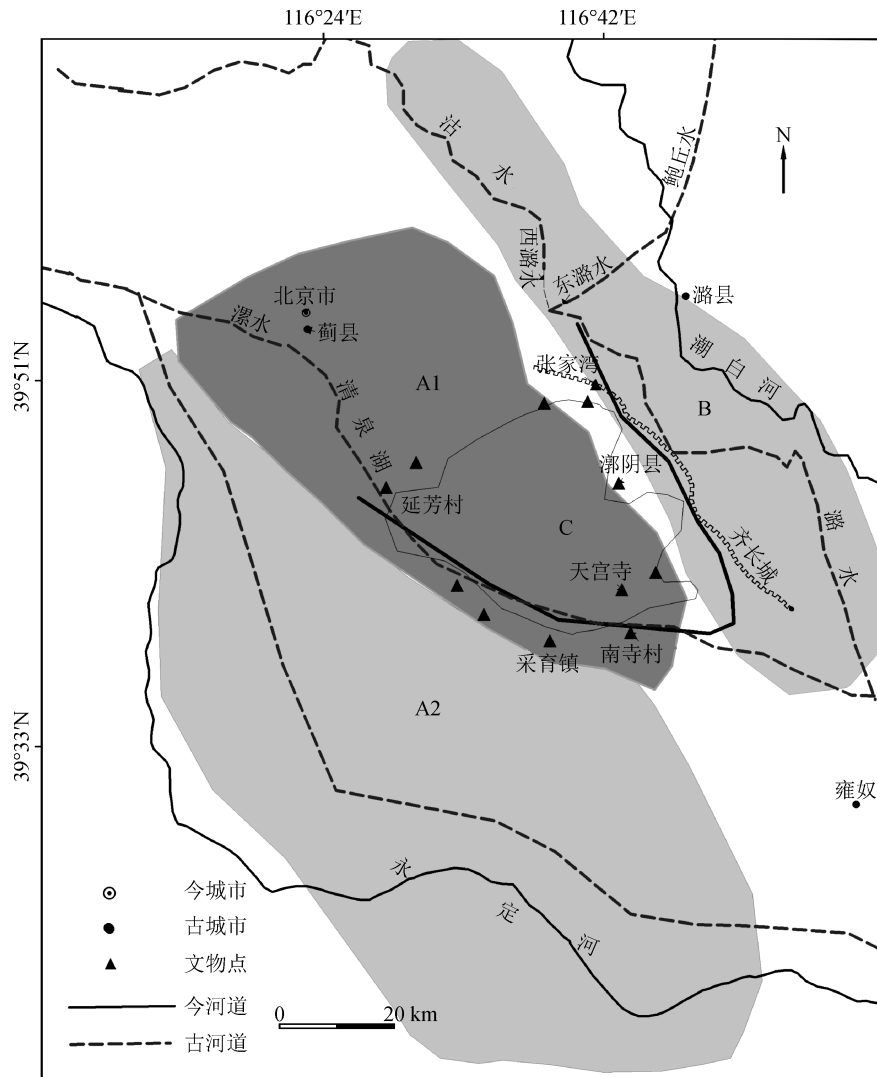 116°24′E
116°42′E
39°51′N
39°33′N
N
沽水
鲍丘水
西潞水
东潞水
潞县
潮白河
北京市
蓟县
㶟水
清泉湖
张家湾
A1
B
漷阴县
潞水
延芳村
C
齐长城
天宫寺
采育镇
南寺村
A2
雍奴
永定河
今城市
古城市
文物点
今河道
古河道
0
20 km